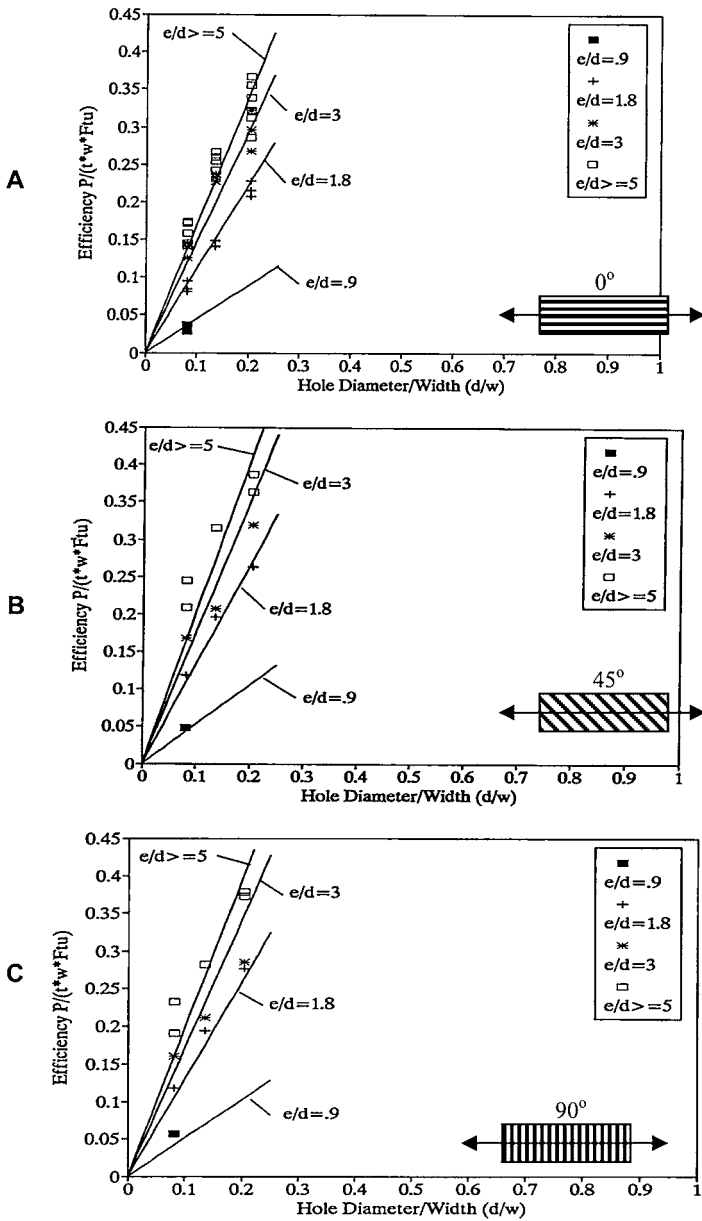 A
Efficiency P/(t*w*Ftu)
0.45
0.4
0.35
0.3
0.25
0.2
0.15
0.1
0.05
0
e/d>=5
e/d=3
e/d=1.8
e/d=.9
e/d=.9
e/d=1.8
e/d=3
e/d>=5
0°
0
0.1
0.2
0.3
0.4
0.5
0.6
0.7
0.8
0.9
1
Hole Diameter/Width (d/w)
B
Efficiency P/(t*w*Ftu)
0.45
0.4
0.35
0.3
0.25
0.2
0.15
0.1
0.05
0
e/d>=5
e/d=3
e/d=1.8
e/d=.9
e/d=.9
e/d=1.8
e/d=3
e/d>=5
45°
0
0.1
0.2
0.3
0.4
0.5
0.6
0.7
0.8
0.9
1
Hole Diameter/Width (d/w)
C
Efficiency P/(t*w*Ftu)
0.45
0.4
0.35
0.3
0.25
0.2
0.15
0.1
0.05
0
e/d>=5
e/d=3
e/d=1.8
e/d=.9
e/d=.9
e/d=1.8
e/d=3
e/d>=5
90°
0
0.1
0.2
0.3
0.4
0.5
0.6
0.7
0.8
0.9
1
Hole Diameter/Width (d/w)